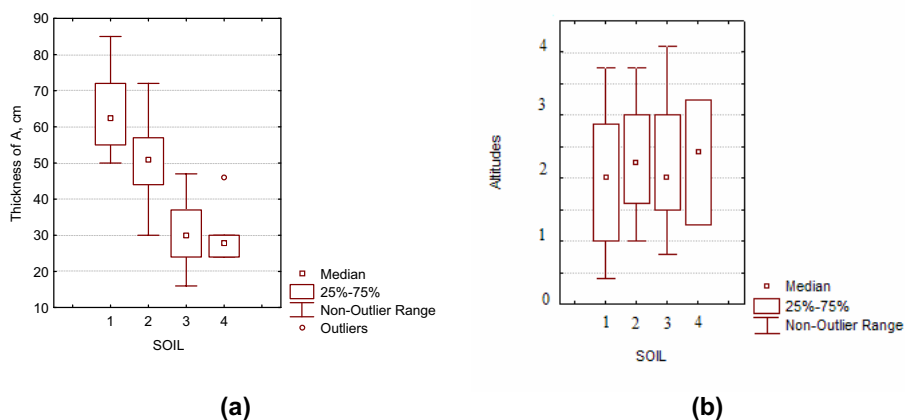 90
80
70
60
50
40
30
20
10
Thickness of A, cm
1 2 3 4
SOIL
Median
25%-75%
Non-Outlier Range
Outliers
(a)
4
3
2
1
0
Attitudes
1 2 3 4
SOIL
Median
25%-75%
Non-Outlier Range
(b)